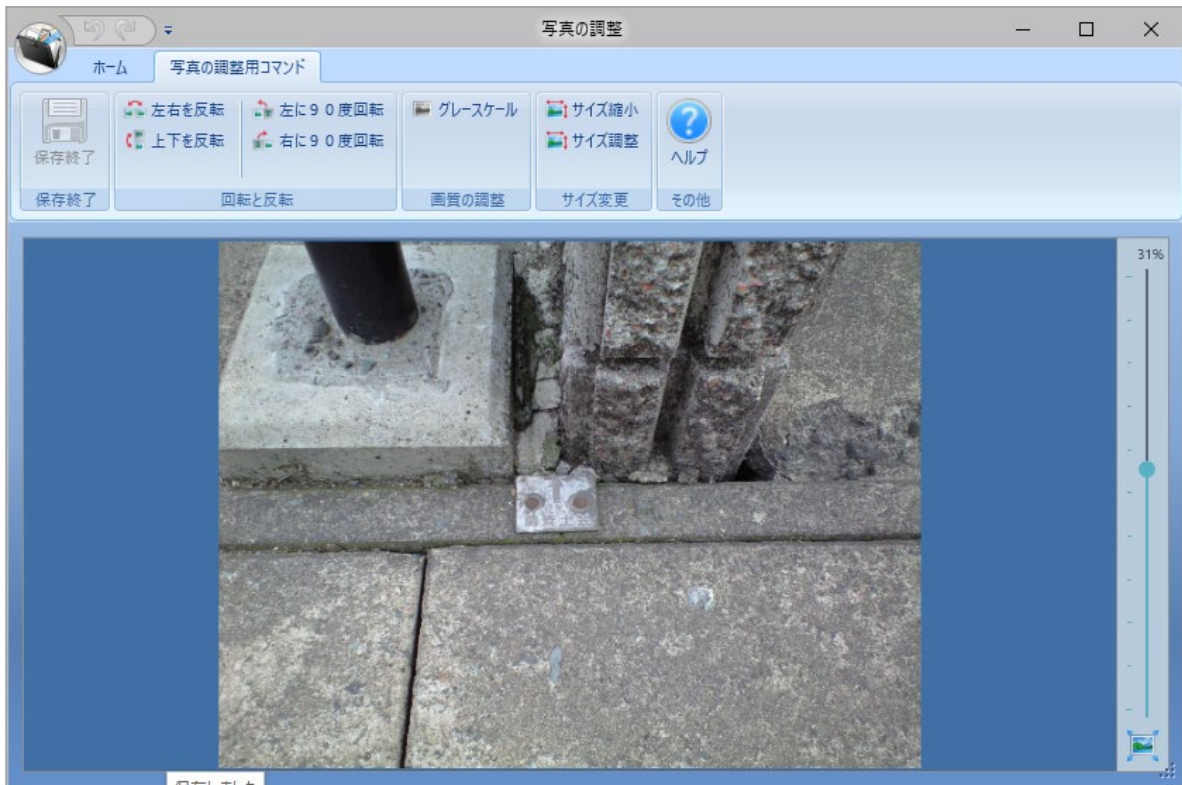 写真の調整
ホーム
写真の調整用コマンド
保存終了
左右を反転
上下を反転
左に９０度回転
右に９０度回転
グレースケール
サイズ縮小
サイズ調整
ヘルプ
保存終了
回転と反転
画質の調整
サイズ変更
その他
31%